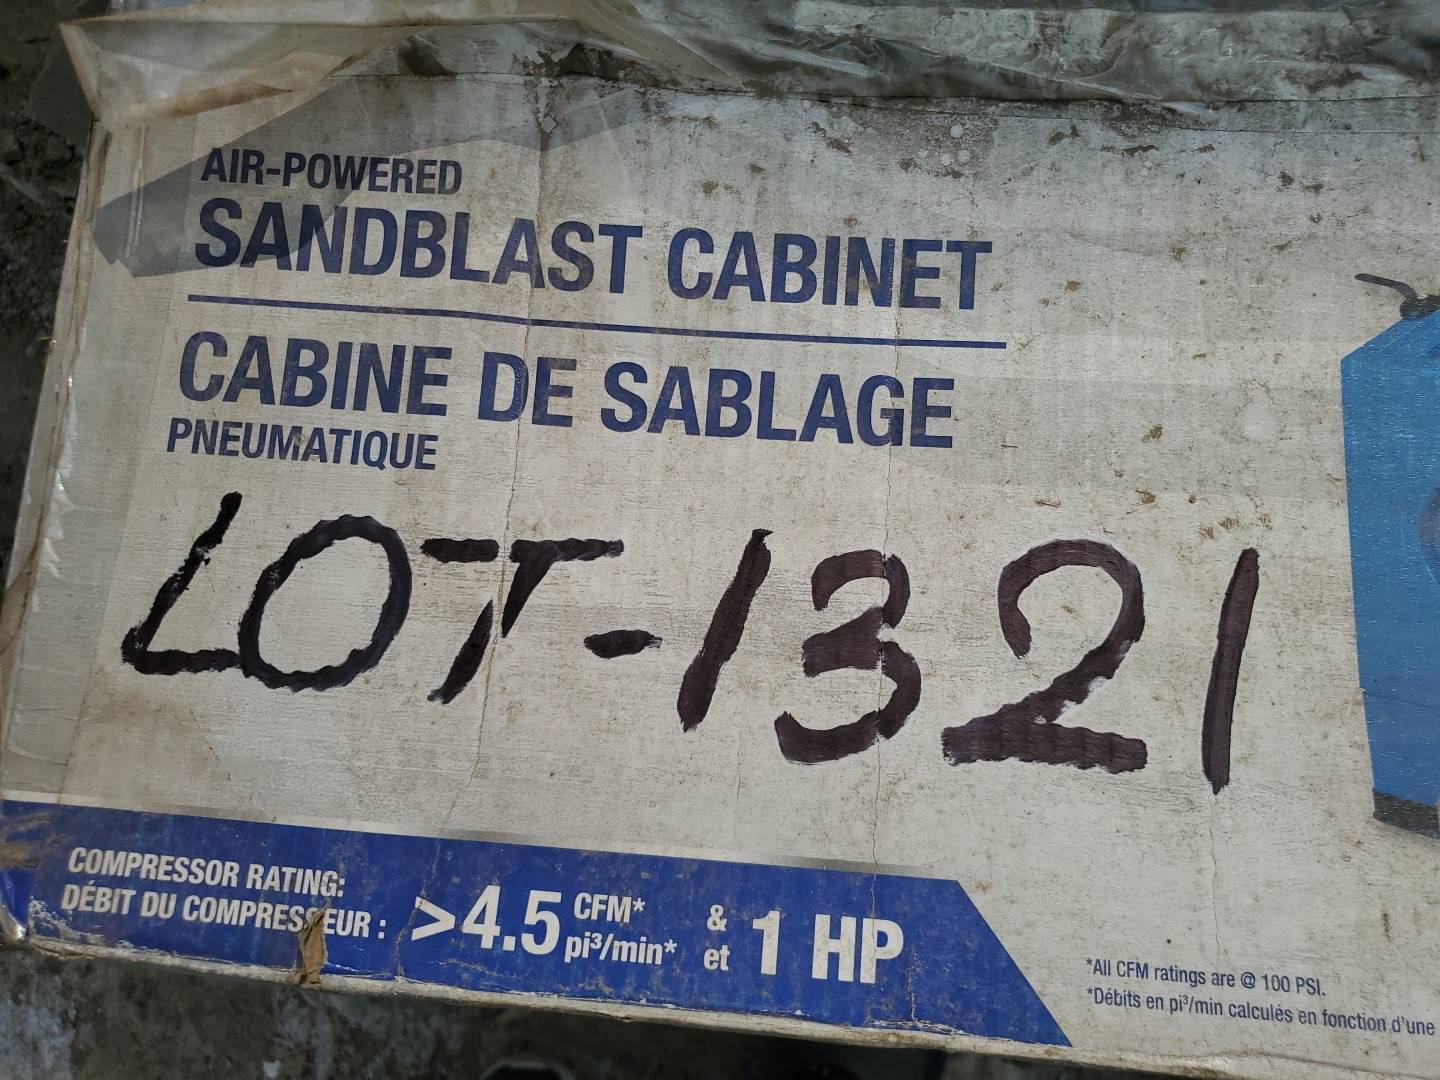 AIR-POWERED
SANDBLAST CABINET
CABINE DE SABLAGE
PNEUMATIQUE
LOT-1321
COMPRESSOR RATING:
DÉBIT DU COMPRESSEUR :
>4.5 CFM* & 1 HP
pi³/min* et
*All CFM ratings are @ 100 PSI.
*Débits en pi³/min calculés en fonction d'une